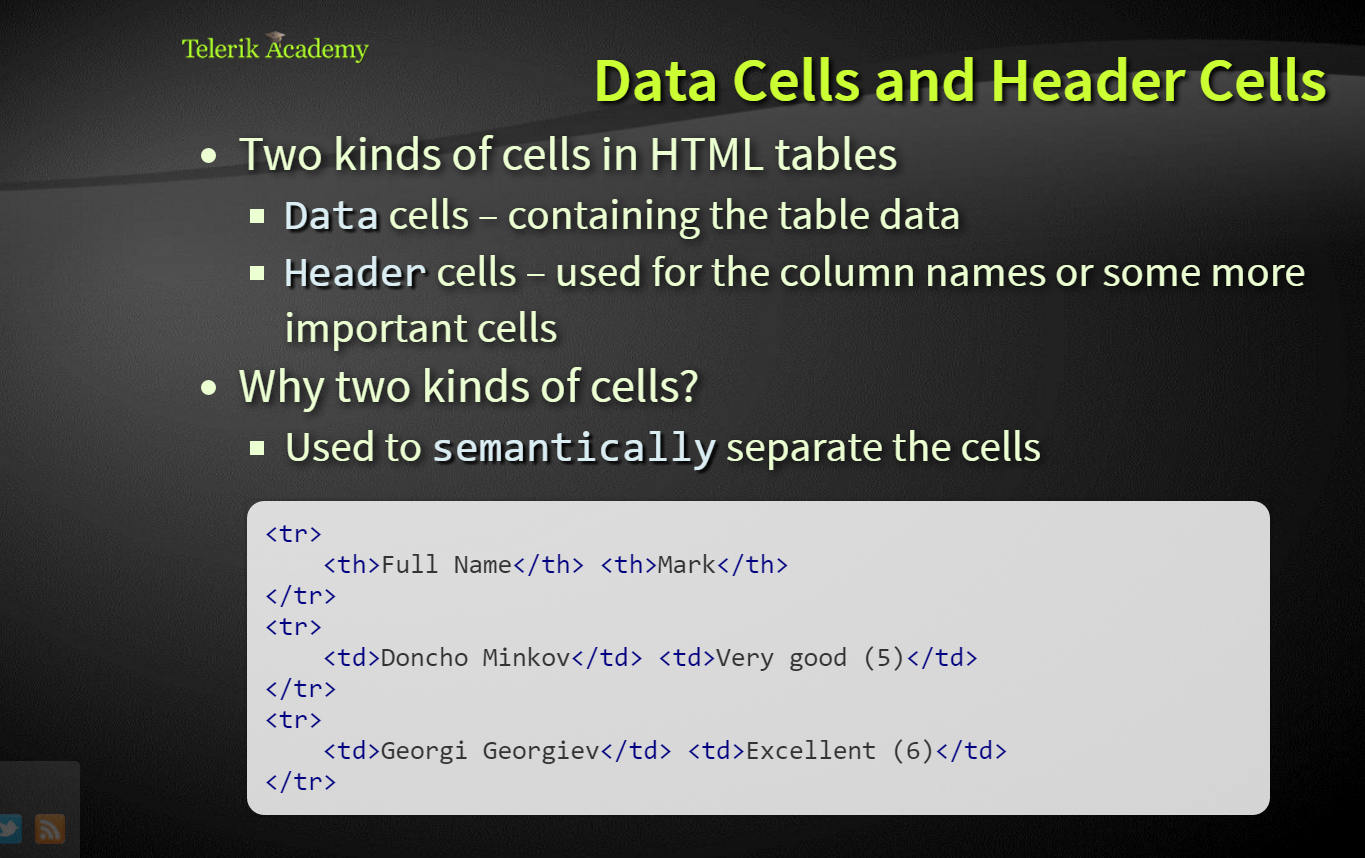 Telerik Academy
Data Cells and Header Cells
• Two kinds of cells in HTML tables
▪ Data cells – containing the table data
▪ Header cells – used for the column names or some more
important cells
• Why two kinds of cells?
▪ Used to semantically separate the cells
<tr>
    <th>Full Name</th> <th>Mark</th>
</tr>
<tr>
    <td>Doncho Minkov</td> <td>Very good (5)</td>
</tr>
<tr>
    <td>Georgi Georgiev</td> <td>Excellent (6)</td>
</tr>